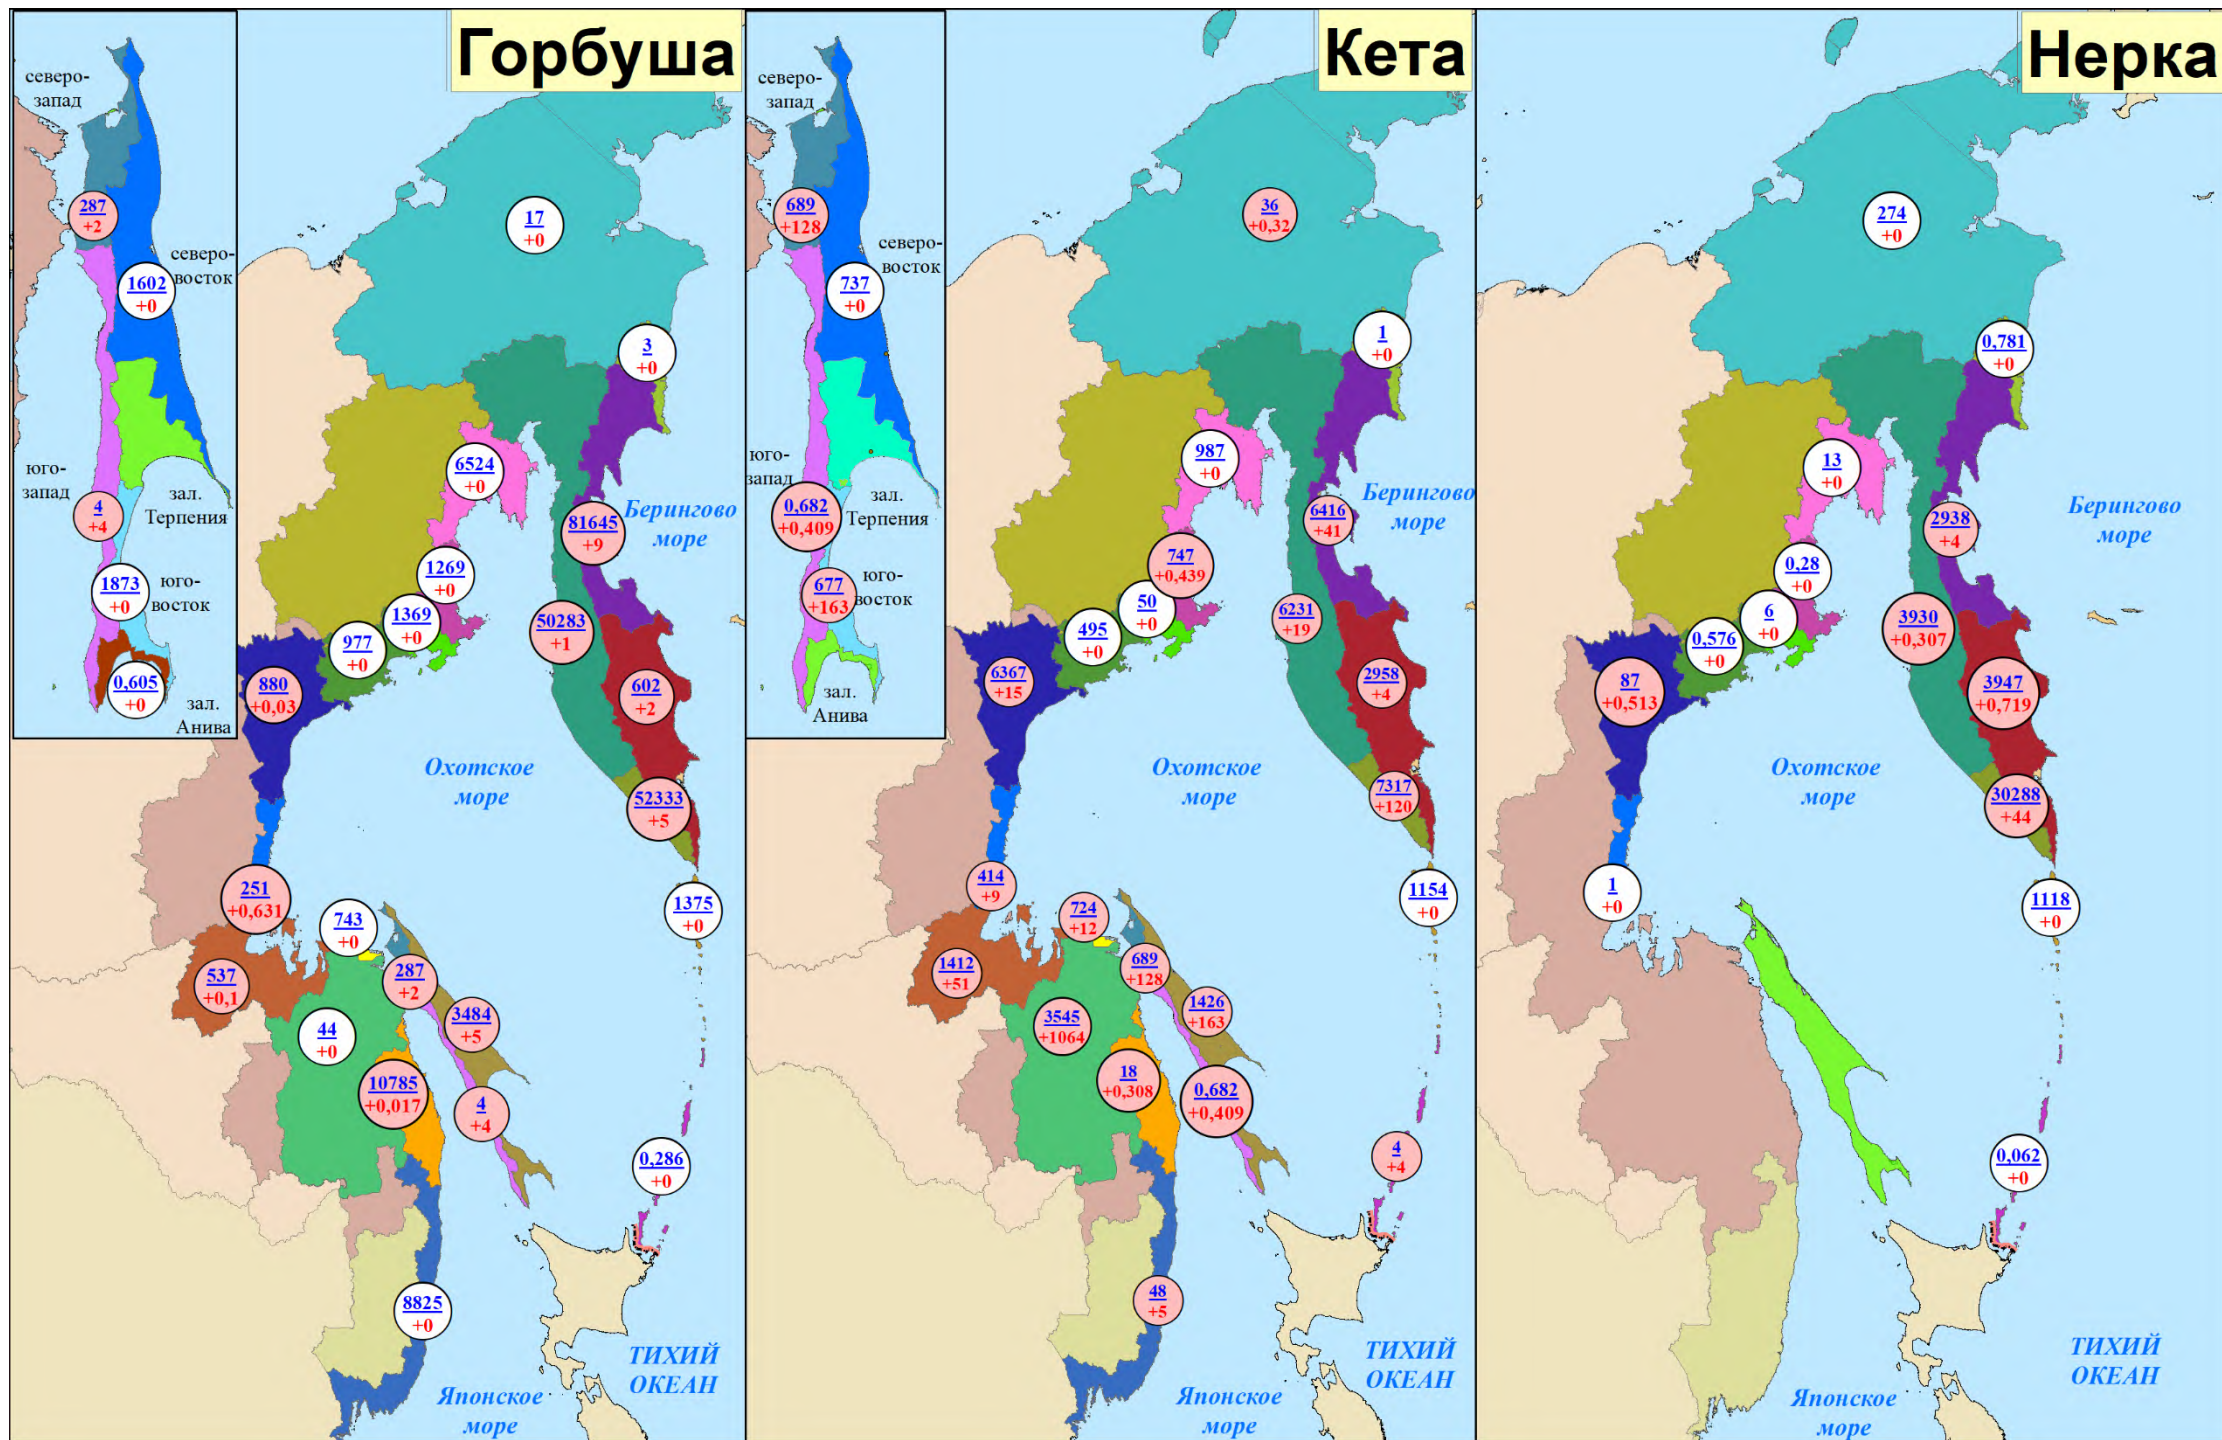 Горбуша
северо-
запад
287
+2
северо-
восток
1602
+0
юго-
запад
4
+4
зал.
Терпения
1873
+0
юго-
восток
0,605
+0
зал.
Анива
17
+0
3
+0
6524
+0
81645
+9
Берингово
море
1269
+0
1369
+0
977
+0
50283
+1
880
+0,03
602
+2
Охотское
море
52333
+5
251
+0,631
743
+0
1375
+0
537
+0,1
287
+2
44
+0
3484
+5
10785
+0,017
4
+4
0,286
+0
8825
+0
ТИХИЙ
ОКЕАН
Японское
море
Кета
северо-
запад
689
+128
северо-
восток
737
+0
юго-
запад
0,682
+0,409
зал.
Терпения
677
+163
юго-
восток
зал.
Анива
36
+0,32
1
+0
987
+0
6416
+41
Берингово
море
747
+0,439
50
+0
495
+0
6231
+19
6367
+15
2958
+4
Охотское
море
7317
+120
414
+9
724
+12
1154
+0
1412
+51
689
+128
3545
+1064
1426
+163
18
+0,308
0,682
+0,409
4
+4
48
+5
ТИХИЙ
ОКЕАН
Японское
море
Нерка
274
+0
0,781
+0
13
+0
2938
+4
Берингово
море
0,28
+0
6
+0
0,576
+0
3930
+0,307
87
+0,513
3947
+0,719
Охотское
море
30288
+44
1
+0
1118
+0
0,062
+0
ТИХИЙ
ОКЕАН
Японское
море